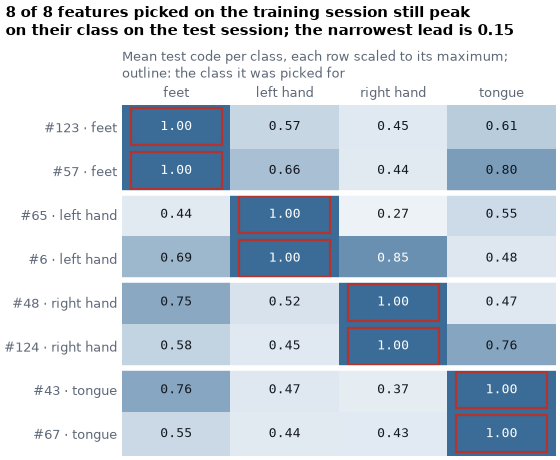 8 of 8 features picked on the training session still peak
on their class on the test session; the narrowest lead is 0.15
Mean test code per class, each row scaled to its maximum;
outline: the class it was picked for
feet left hand right hand tongue
#123 · feet 1.00 0.57 0.45 0.61
#57 · feet 1.00 0.66 0.44 0.80
#65 · left hand 0.44 1.00 0.27 0.55
#6 · left hand 0.69 1.00 0.85 0.48
#48 · right hand 0.75 0.52 1.00 0.47
#124 · right hand 0.58 0.45 1.00 0.76
#43 · tongue 0.76 0.47 0.37 1.00
#67 · tongue 0.55 0.44 0.43 1.00